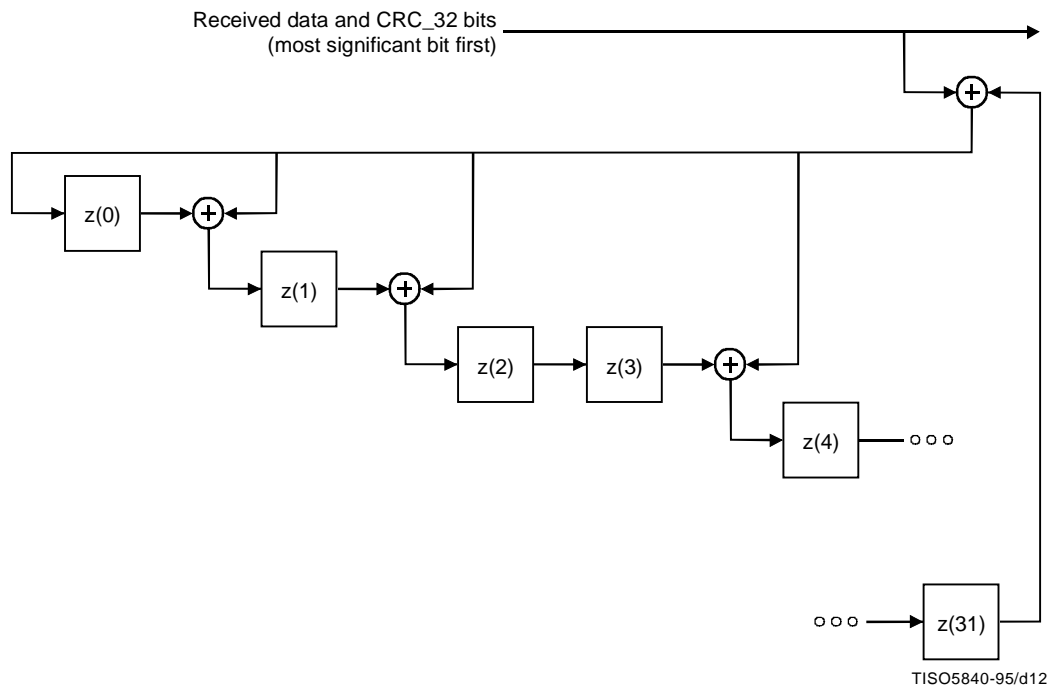 Received data and CRC_32 bits
(most significant bit first)
z(0)
z(1)
z(2)
z(3)
z(4)
z(31)
TISO5840-95/d12